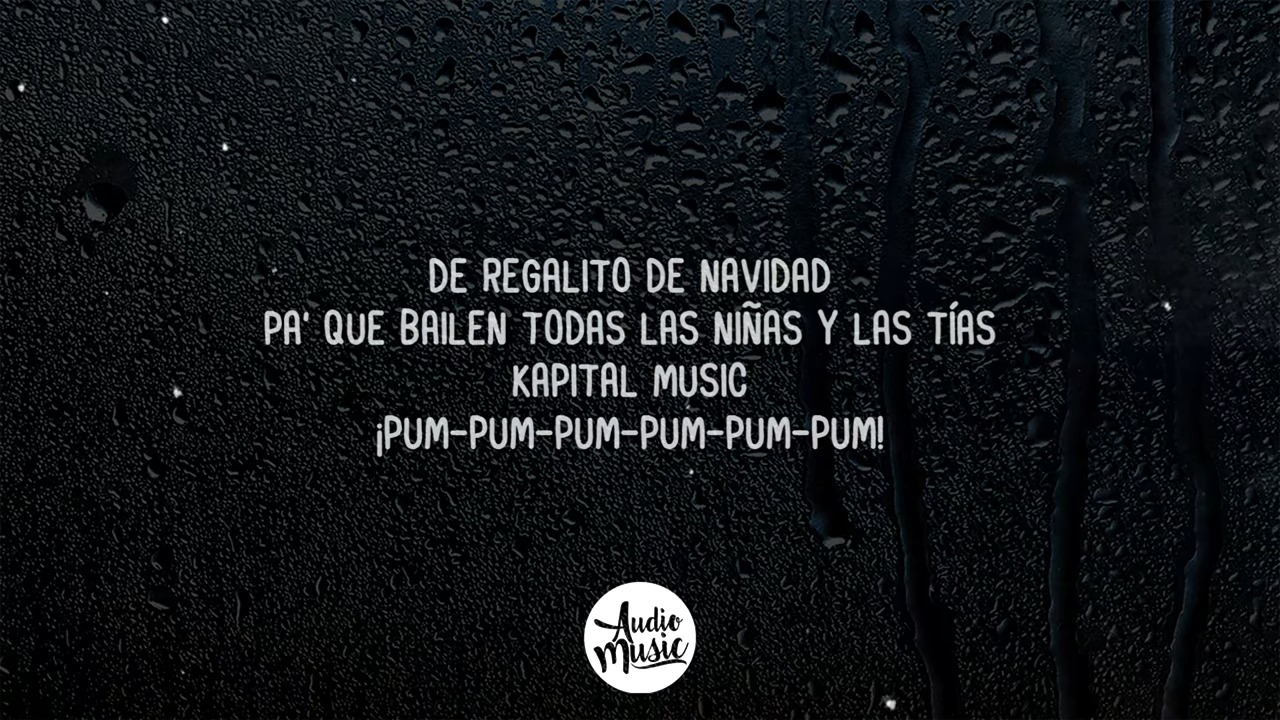 DE REGALITO DE NAVIDAD
PA' QUE BAILEN TODAS LAS NIÑAS Y LAS TÍAS
KAPITAL MUSIC
¡PUM-PUM-PUM-PUM-PUM-PUM!
Audio
Music